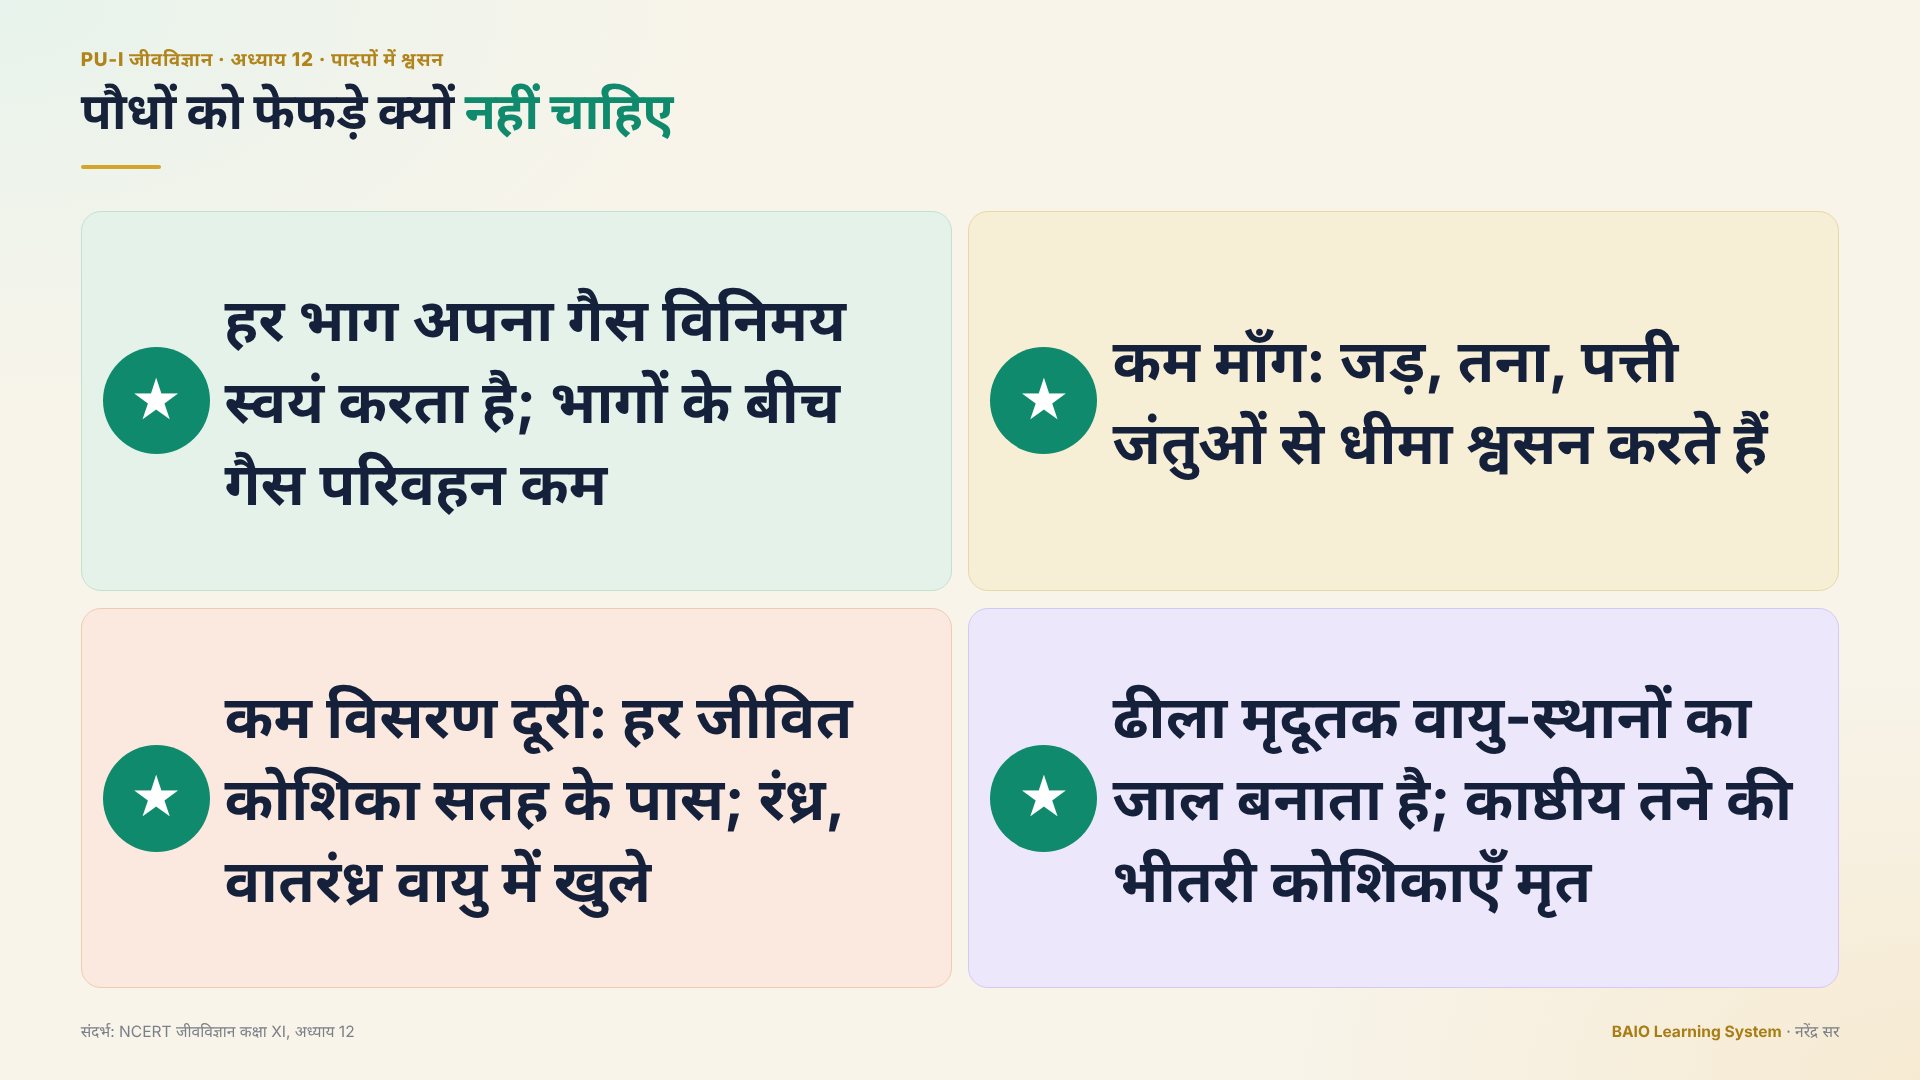 PU-I जीवविज्ञान · अध्याय 12 · पादपों में श्वसन
पौधों को फेफड़े क्यों नहीं चाहिए
हर भाग अपना गैस विनिमय
स्वयं करता है; भागों के बीच
गैस परिवहन कम
कम माँग: जड़, तना, पत्ती
जंतुओं से धीमा श्वसन करते हैं
कम विसरण दूरी: हर जीवित
कोशिका सतह के पास; रंध्र,
वातरंध्र वायु में खुले
ढीला मृदूतक वायु-स्थानों का
जाल बनाता है; काष्ठीय तने की
भीतरी कोशिकाएँ मृत
संदर्भ: NCERT जीवविज्ञान कक्षा XI, अध्याय 12
BAIO Learning System · नरेंद्र सर